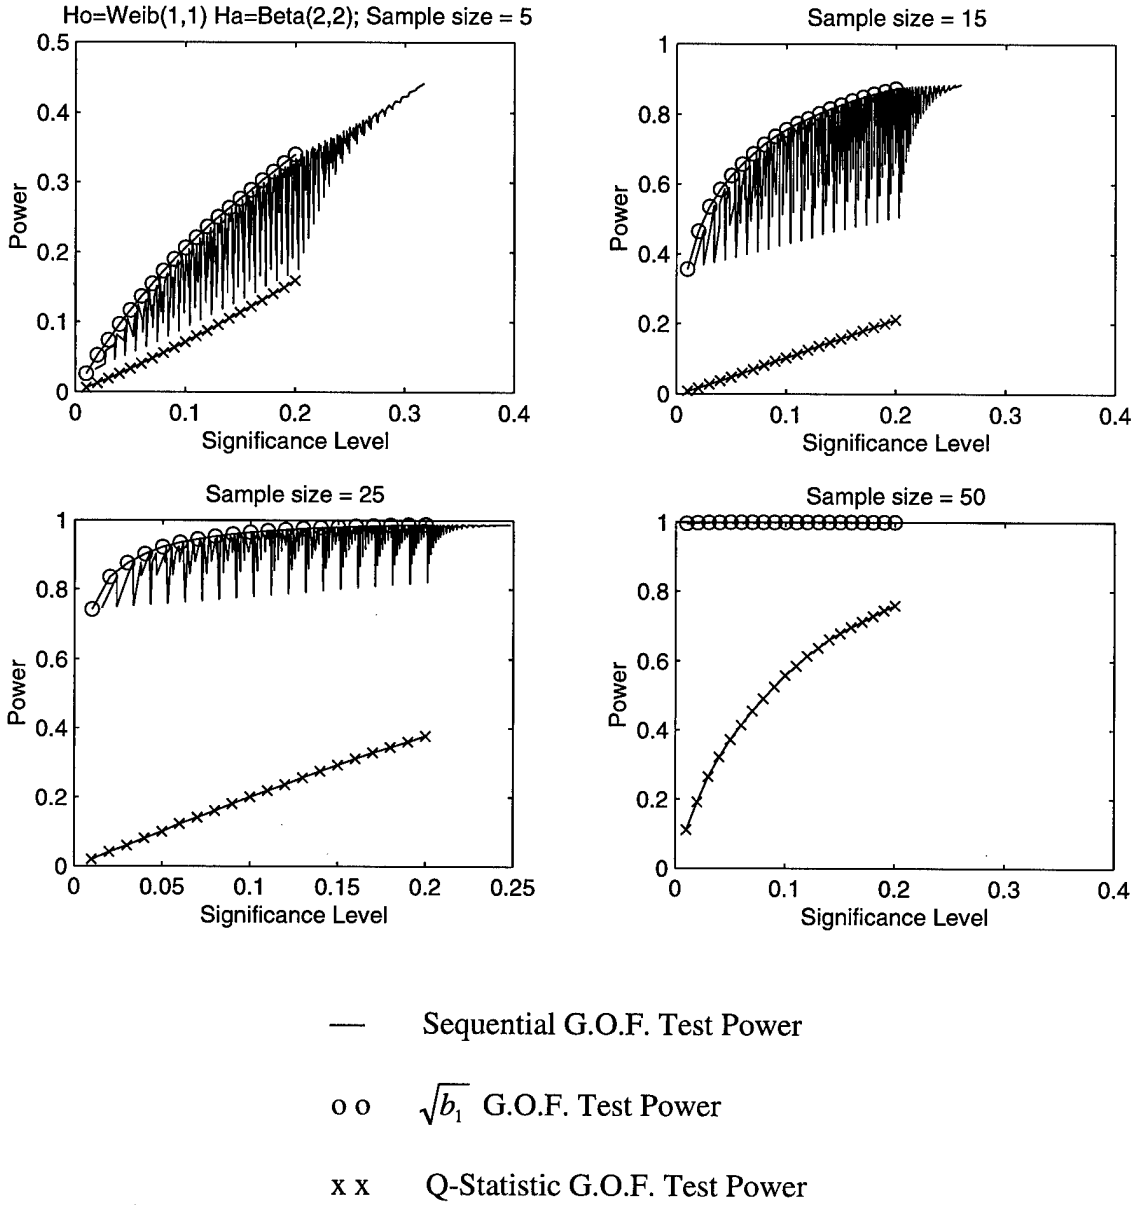 Ho=Weib(1,1) Ha=Beta(2,2); Sample size = 5
0.5
0.4
0.3
0.2
0.1
0
Power
0 0.1 0.2 0.3 0.4
Significance Level
Sample size = 15
1
0.8
0.6
0.4
0.2
0
Power
0 0.1 0.2 0.3 0.4
Significance Level
Sample size = 25
1
0.8
0.6
0.4
0.2
0
Power
0 0.05 0.1 0.15 0.2 0.25
Significance Level
Sample size = 50
1
0.8
0.6
0.4
0.2
0
Power
0 0.1 0.2 0.3 0.4
Significance Level
— Sequential G.O.F. Test Power
o o √b₁ G.O.F. Test Power
x x Q-Statistic G.O.F. Test Power